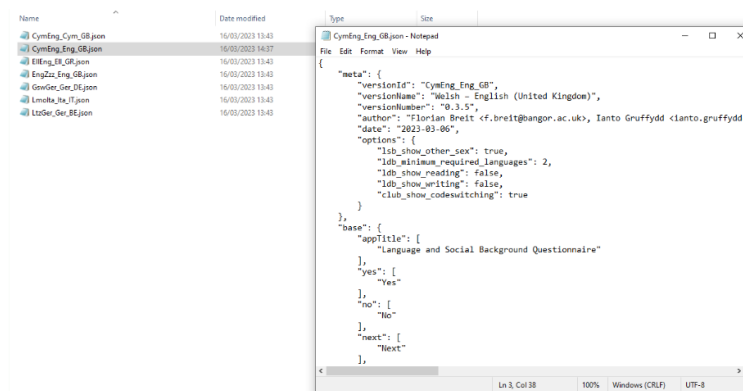 Name
Date modified
Type
Size
CymEng_Cym_GB.json
16/03/2023 13:43
CymEng_Eng_GB.json
16/03/2023 14:37
EllEng_Ell_GR.json
16/03/2023 13:43
EngZzz_Eng_GB.json
16/03/2023 13:43
GswGer_Ger_DE.json
16/03/2023 13:43
LmoIta_Ita_IT.json
16/03/2023 13:43
LtzGer_Ger_BE.json
16/03/2023 13:43
CymEng_Eng_GB.json - Notepad
File Edit Format View Help
{
"meta": {
"versionId": "CymEng_Eng_GB",
"versionName": "Welsh – English (United Kingdom)",
"versionNumber": "0.3.5",
"author": "Florian Breit <f.breit@bangor.ac.uk>, Ianto Gruffydd <ianto.gruffydd
"date": "2023-03-06",
"options": {
"lsb_show_other_sex": true,
"ldb_minimum_required_languages": 2,
"ldb_show_reading": false,
"ldb_show_writing": false,
"club_show_codeswitching": true
}
},
"base": {
"appTitle": [
"Language and Social Background Questionnaire"
],
"yes": [
"Yes"
],
"no": [
"No"
],
"next": [
"Next"
],
Ln 3, Col 38
100%
Windows (CRLF)
UTF-8